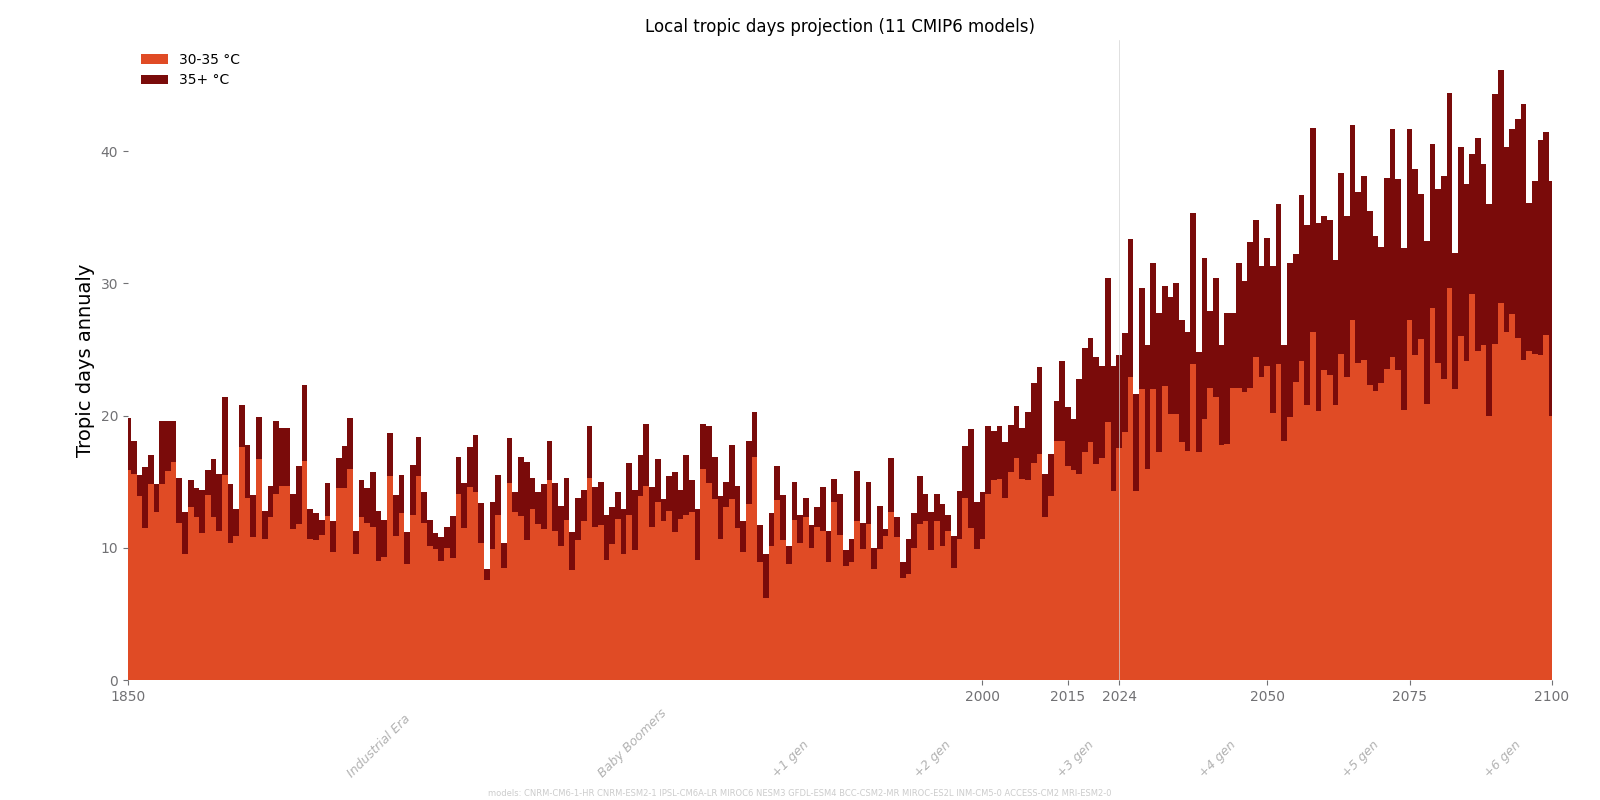 Local tropic days projection (11 CMIP6 models)
30-35 °C
35+ °C
Tropic days annualy
40
30
20
10
0
1850
2000
2015
2024
2050
2075
2100
Industrial Era
Baby Boomers
+1 gen
+2 gen
+3 gen
+4 gen
+5 gen
+6 gen
models: CNRM-CM6-1-HR CNRM-ESM2-1 IPSL-CM6A-LR MIROC6 NESM3 GFDL-ESM4 BCC-CSM2-MR MIROC-ES2L INM-CM5-0 ACCESS-CM2 MRI-ESM2-0